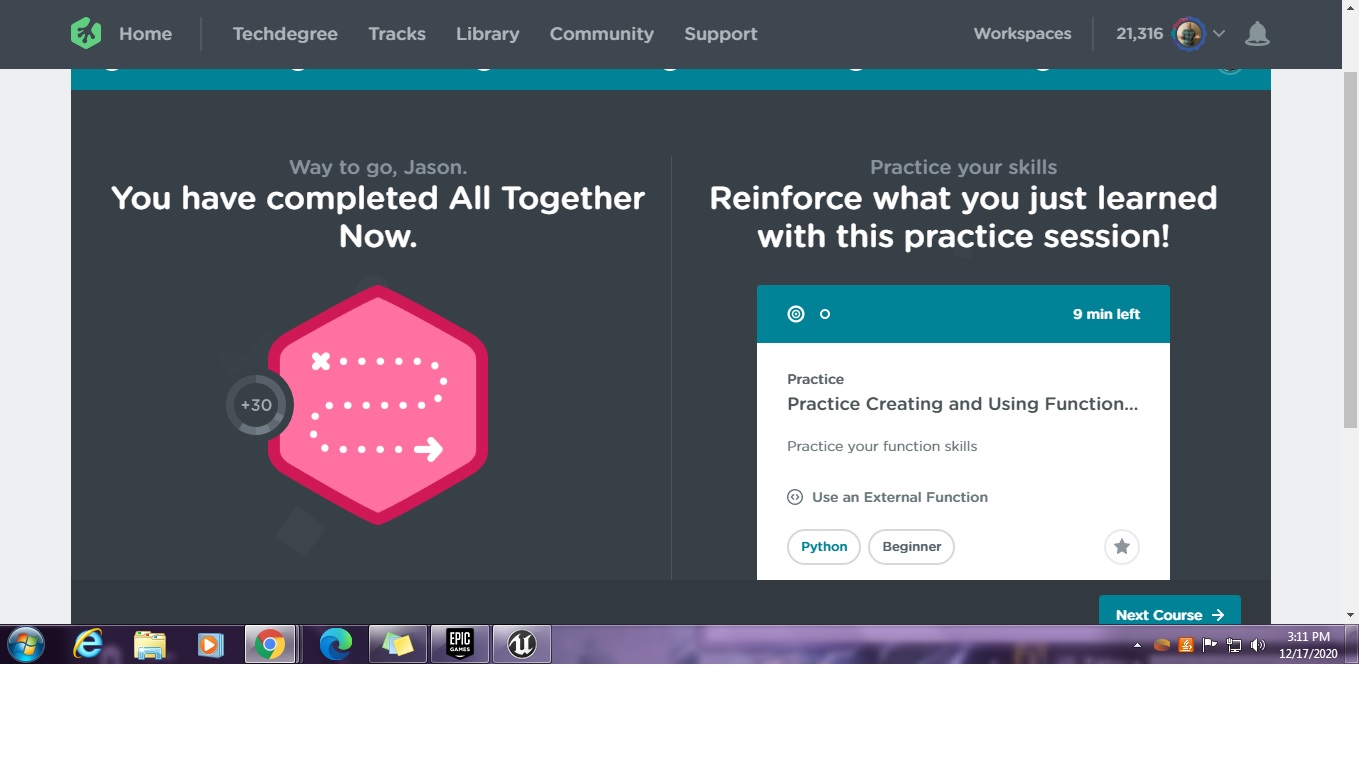 Home
Techdegree
Tracks
Library
Community
Support
Workspaces
21,316
Way to go, Jason.
You have completed All Together
Now.
+30
Practice your skills
Reinforce what you just learned
with this practice session!
9 min left
Practice
Practice Creating and Using Function...
Practice your function skills
Use an External Function
Python
Beginner
Next Course
EPIC
GAMES
3:11 PM
12/17/2020